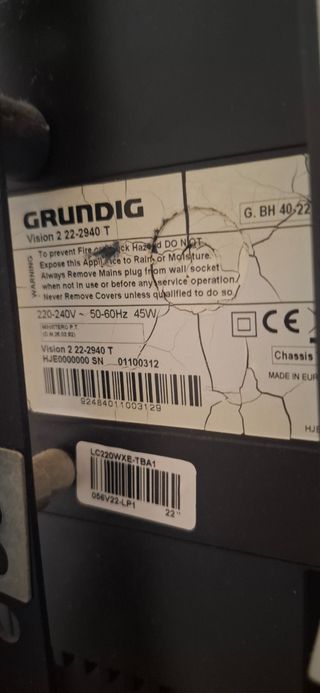 GRUNDIG
Vision 2 22-2940 T
G. BH 40-22
WARNING
To prevent Fire or Shock Hazard DO NOT
Expose this Appliance to Rain or Moisture.
Always Remove Mains plug from wall socket
when not in use or before any service operation.
Never Remove Covers unless qualified to do so
220-240V ~ 50-60Hz 45W
MINISTERO P.T.
CE
Vision 2 22-2940 T
HJE0000000 SN 01100312
Chassis
MADE IN EUR
92484011003129
HJE
LC220WXE-TBA1
056V22-LP1 22"